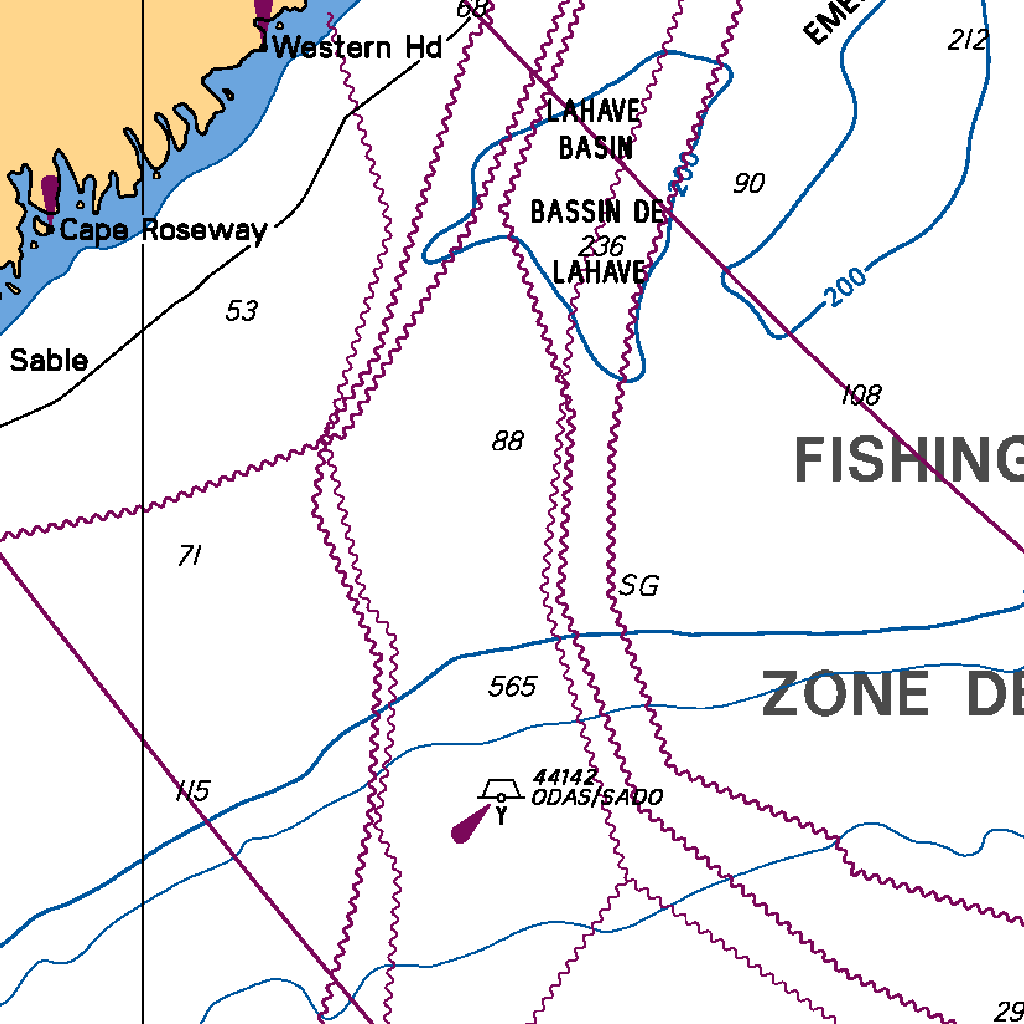 68
Western Hd
EME
212
LAHAVE
BASIN
200
90
BASSIN DE
Cape Roseway
236
LAHAVE
200
53
Sable
108
88
FISHING
71
SG
565
ZONE DE
115
44142
ODAS/SADO
Y
29